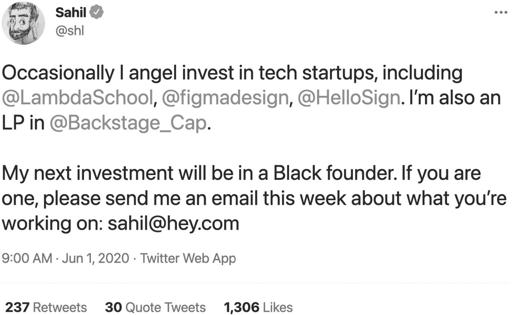 Sahil
@shl
Occasionally I angel invest in tech startups, including
@LambdaSchool, @figmadesign, @HelloSign. I’m also an
LP in @Backstage_Cap.
My next investment will be in a Black founder. If you are
one, please send me an email this week about what you’re
working on: sahil@hey.com
9:00 AM · Jun 1, 2020 · Twitter Web App
237 Retweets 30 Quote Tweets 1,306 Likes